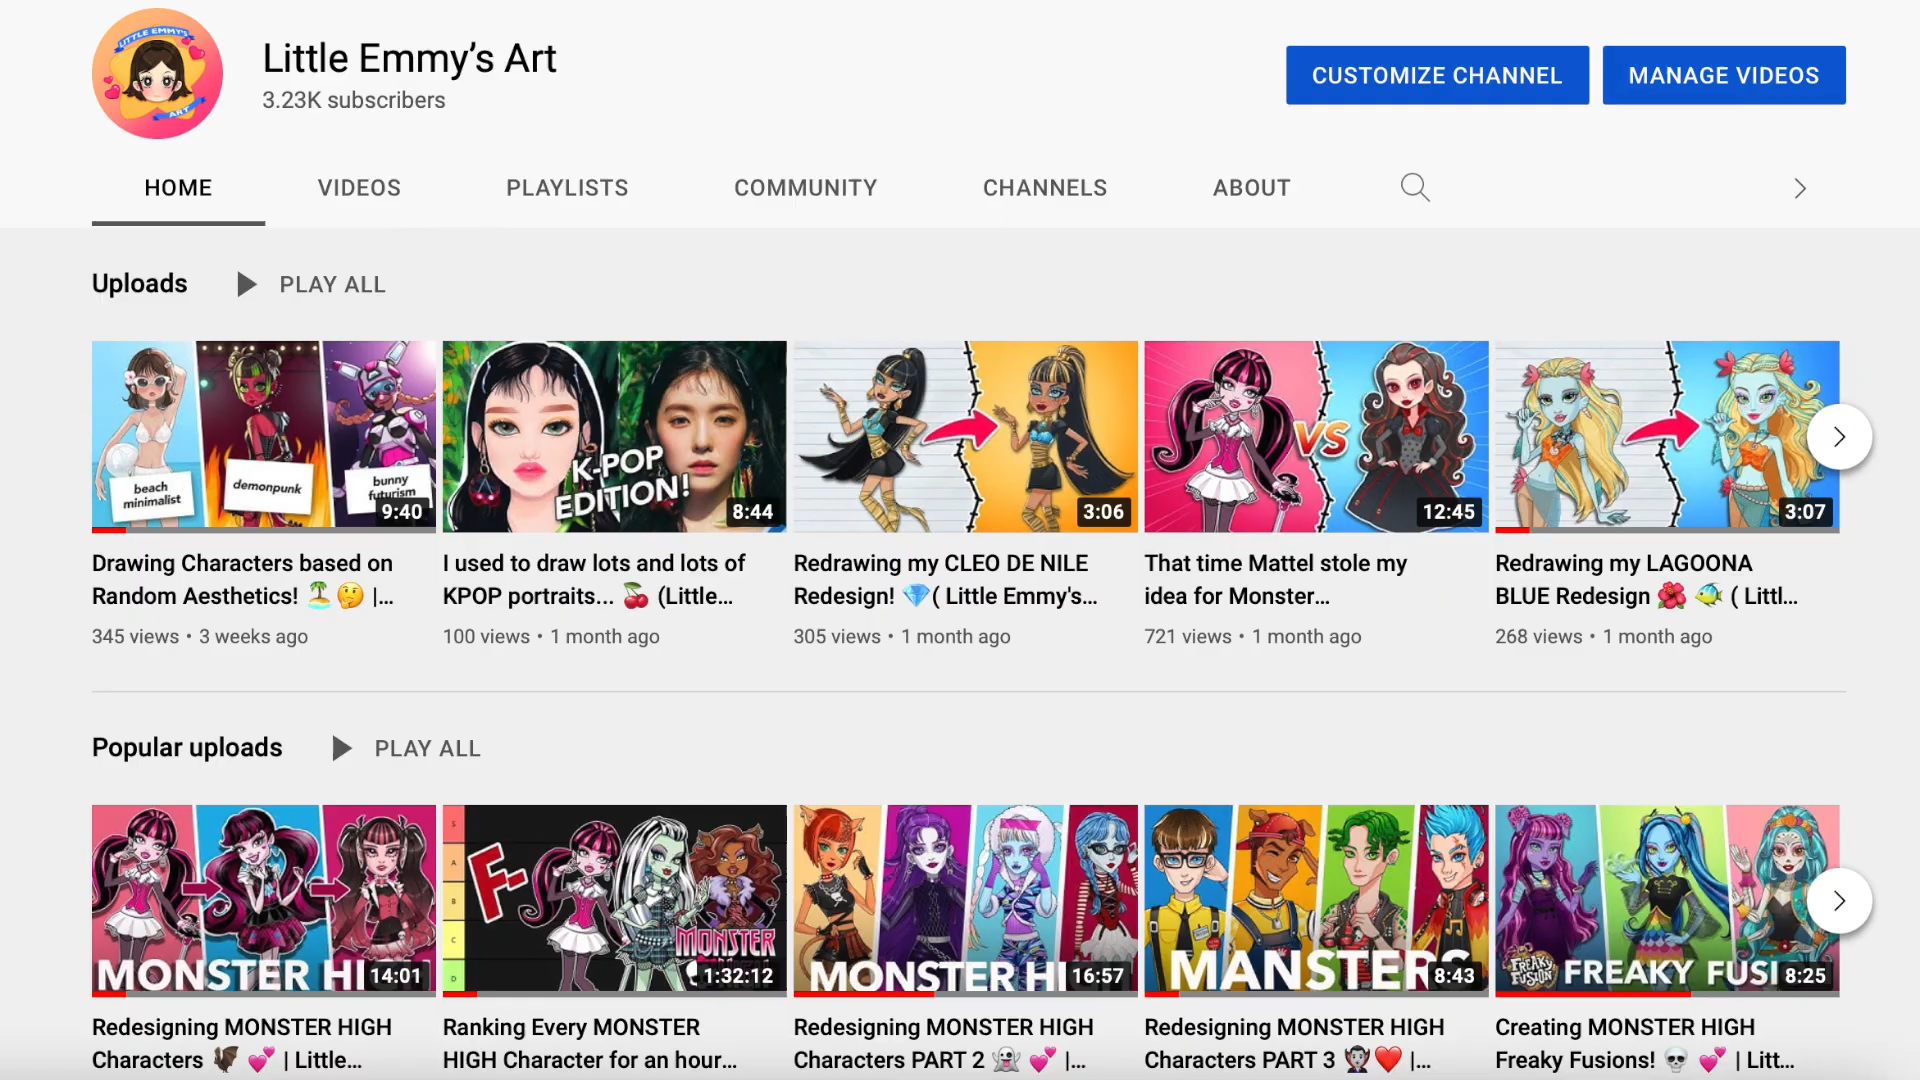 LITTLE EMMY'S
ART
Little Emmy’s Art
3.23K subscribers
CUSTOMIZE CHANNEL
MANAGE VIDEOS
HOME
VIDEOS
PLAYLISTS
COMMUNITY
CHANNELS
ABOUT
Uploads
PLAY ALL
beach
minimalist
demonpunk
bunny
futurism
9:40
K-POP
EDITION!
8:44
3:06
VS
12:45
3:07
Drawing Characters based on
Random Aesthetics! 🏝️🤔 |...
345 views • 3 weeks ago
I used to draw lots and lots of
KPOP portraits... 🍒 (Little...
100 views • 1 month ago
Redrawing my CLEO DE NILE
Redesign! 💎( Little Emmy's...
305 views • 1 month ago
That time Mattel stole my
idea for Monster...
721 views • 1 month ago
Redrawing my LAGOONA
BLUE Redesign 🌺 🐠 ( Littl...
268 views • 1 month ago
Popular uploads
PLAY ALL
MONSTER HI
14:01
S
A
B
C
D
F-
MONSTER
1:32:12
MONSTER HI
16:57
MANSTERS
8:43
FREAKY
FUSION
FREAKY FUSI
8:25
Redesigning MONSTER HIGH
Characters 🦇 💕 | Little...
Ranking Every MONSTER
HIGH Character for an hour...
Redesigning MONSTER HIGH
Characters PART 2 👻 💕 |...
Redesigning MONSTER HIGH
Characters PART 3 🧛❤️ |...
Creating MONSTER HIGH
Freaky Fusions! 💀 💕 | Litt...